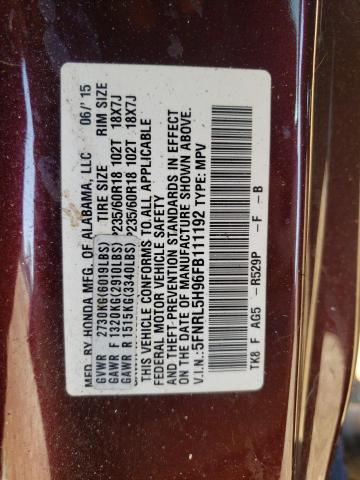 MFD BY HONDA MFG. OF ALABAMA, LLC 06/'15
GVWR 2730KG(6019LBS) TIRE SIZE RIM SIZE
GAWR F 1320KG(2910LBS) P235/60R18 102T 18X7J
GAWR R 1515KG(3340LBS) P235/60R18 102T 18X7J
THIS VEHICLE CONFORMS TO ALL APPLICABLE
FEDERAL MOTOR VEHICLE SAFETY
AND THEFT-PREVENTION STANDARDS IN EFFECT
ON THE DATE OF MANUFACTURE SHOWN ABOVE.
V.I.N.: 5FNRL5H96FB111192 TYPE: MPV
TK8 F AG5 -R529P -F -B